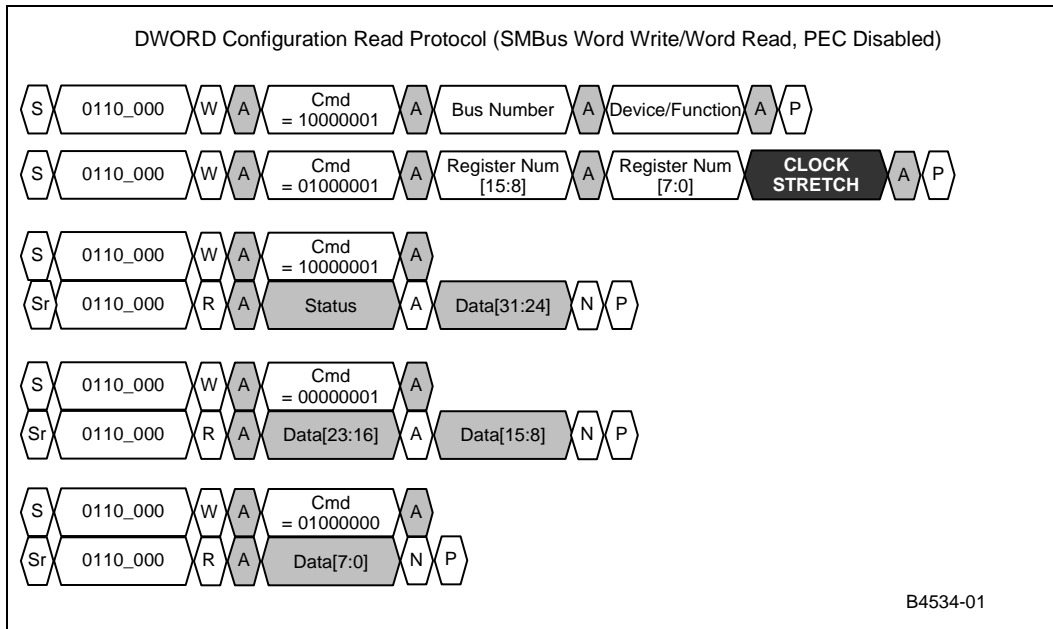 DWORD Configuration Read Protocol (SMBus Word Write/Word Read, PEC Disabled)
S 0110_000 W A Cmd = 10000001 A Bus Number A Device/Function A P
S 0110_000 W A Cmd = 01000001 A Register Num [15:8] A Register Num [7:0] CLOCK STRETCH A P
S 0110_000 W A Cmd = 10000001 A
Sr 0110_000 R A Status A Data[31:24] N P
S 0110_000 W A Cmd = 00000001 A
Sr 0110_000 R A Data[23:16] A Data[15:8] N P
S 0110_000 W A Cmd = 01000000 A
Sr 0110_000 R A Data[7:0] N P
B4534-01